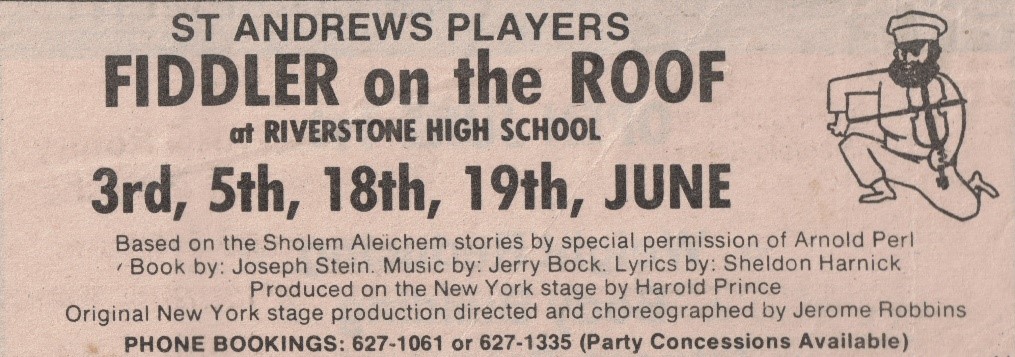 ST ANDREWS PLAYERS
FIDDLER on the ROOF
at RIVERSTONE HIGH SCHOOL
3rd, 5th, 18th, 19th, JUNE
Based on the Sholem Aleichem stories by special permission of Arnold Perl
Book by: Joseph Stein. Music by: Jerry Bock. Lyrics by: Sheldon Harnick
Produced on the New York stage by Harold Prince
Original New York stage production directed and choreographed by Jerome Robbins
PHONE BOOKINGS: 627-1061 or 627-1335 (Party Concessions Available)